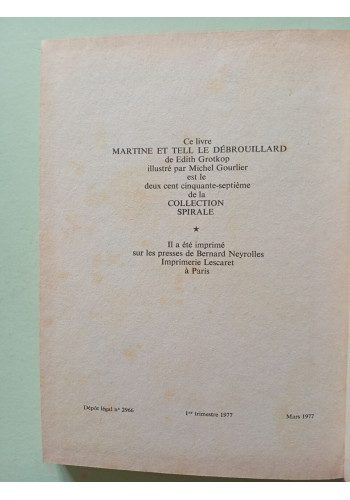 Ce livre
MARTINE ET TELL LE DÉBROUILLARD
de Edith Grotkop
illustré par Michel Gourlier
est le
deux cent cinquante-septième
de la
COLLECTION
SPIRALE
★
Il a été imprimé
sur les presses de Bernard Neyrolles
Imprimerie Lescaret
à Paris
Dépôt légal n° 2966 1er trimestre 1977 Mars 1977